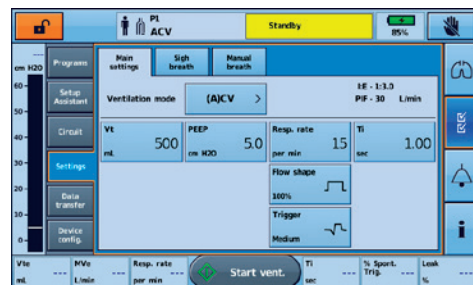 P1
ACV
Standby
85%
cm H2O
60
50
40
30
20
10
0
Programs
Setup
Assistant
Circuit
Settings
Data
transfer
Device
config.
Main
settings
Sigh
breath
Manual
breath
Ventilation mode
(A)CV >
I:E - 1:3.0
PIF - 30 L/min
Vt
500
mL
PEEP
5.0
cm H2O
Resp. rate
15
per min
Ti
1.00
sec
Flow shape
100%
Trigger
Medium
Vte
---
mL
MVe
---
L/min
Resp. rate
---
per min
Start vent.
Ti
---
sec
% Spont.
Trig.
---
Leak
---
%